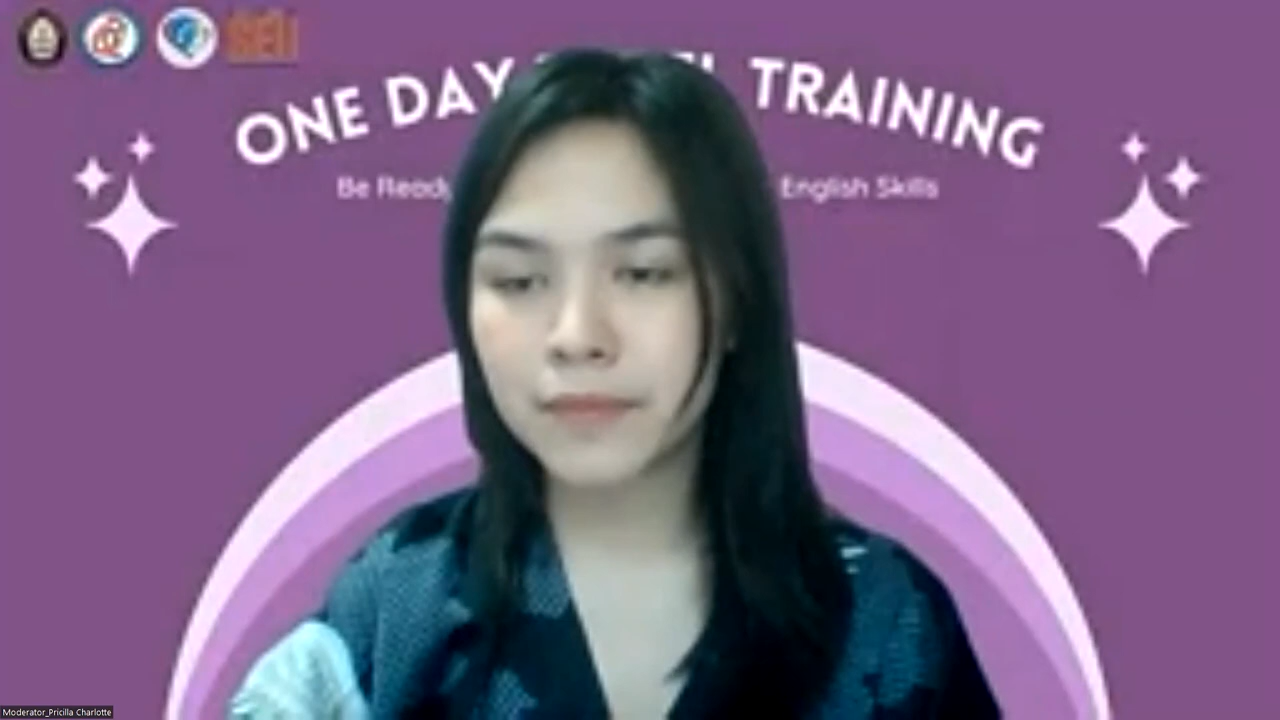 ONE DAY TRAINING
Be Ready English Skills
Moderator_Pricilla Charlotte